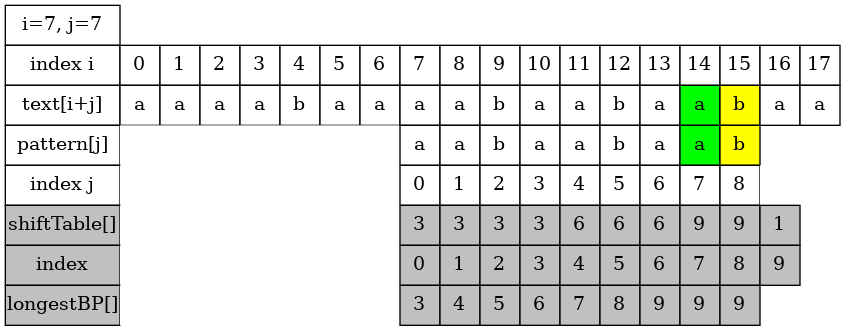 i=7, j=7
index i 0 1 2 3 4 5 6 7 8 9 10 11 12 13 14 15 16 17
text[i+j] a a a a b a a a a b a a b a a b a a
pattern[j] a a b a a b a a b
index j 0 1 2 3 4 5 6 7 8
shiftTable[] 3 3 3 3 6 6 6 9 9 1
index 0 1 2 3 4 5 6 7 8 9
longestBP[] 3 4 5 6 7 8 9 9 9